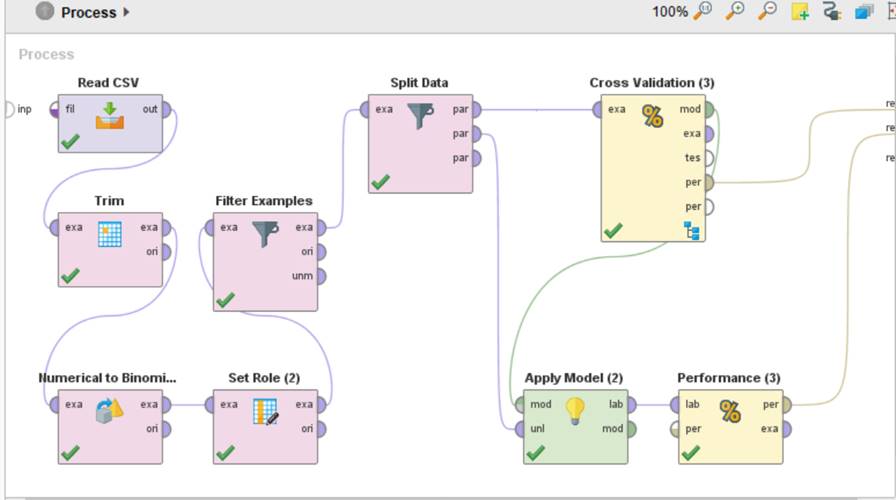 Process
100%
Process
Read CSV
inp
fil
out
Trim
exa
exa
ori
Numerical to Binomi...
exa
exa
ori
Set Role (2)
exa
exa
ori
Filter Examples
exa
exa
ori
unm
Split Data
exa
par
par
par
Cross Validation (3)
exa
mod
exa
tes
per
per
Apply Model (2)
mod
lab
unl
mod
Performance (3)
lab
per
per
exa
re
re
re